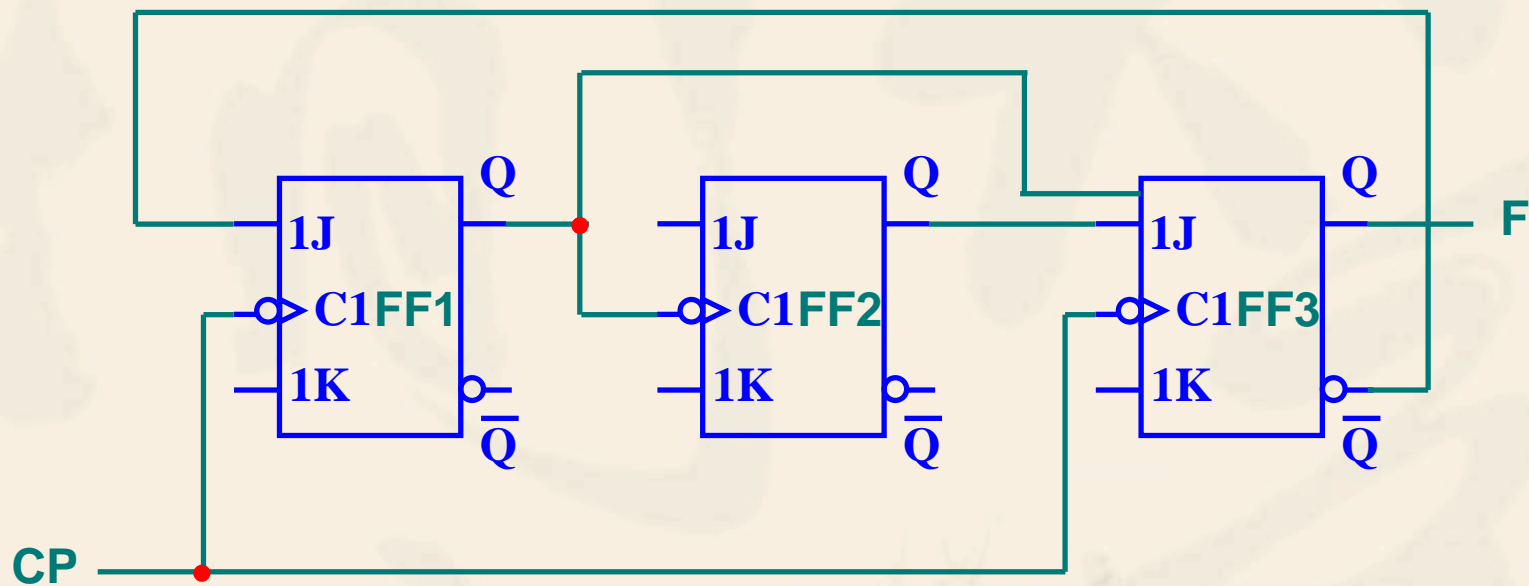 Q Q Q
1J 1J 1J F
C1FF1 C1FF2 C1FF3
1K 1K 1K
Q̅ Q̅ Q̅
CP